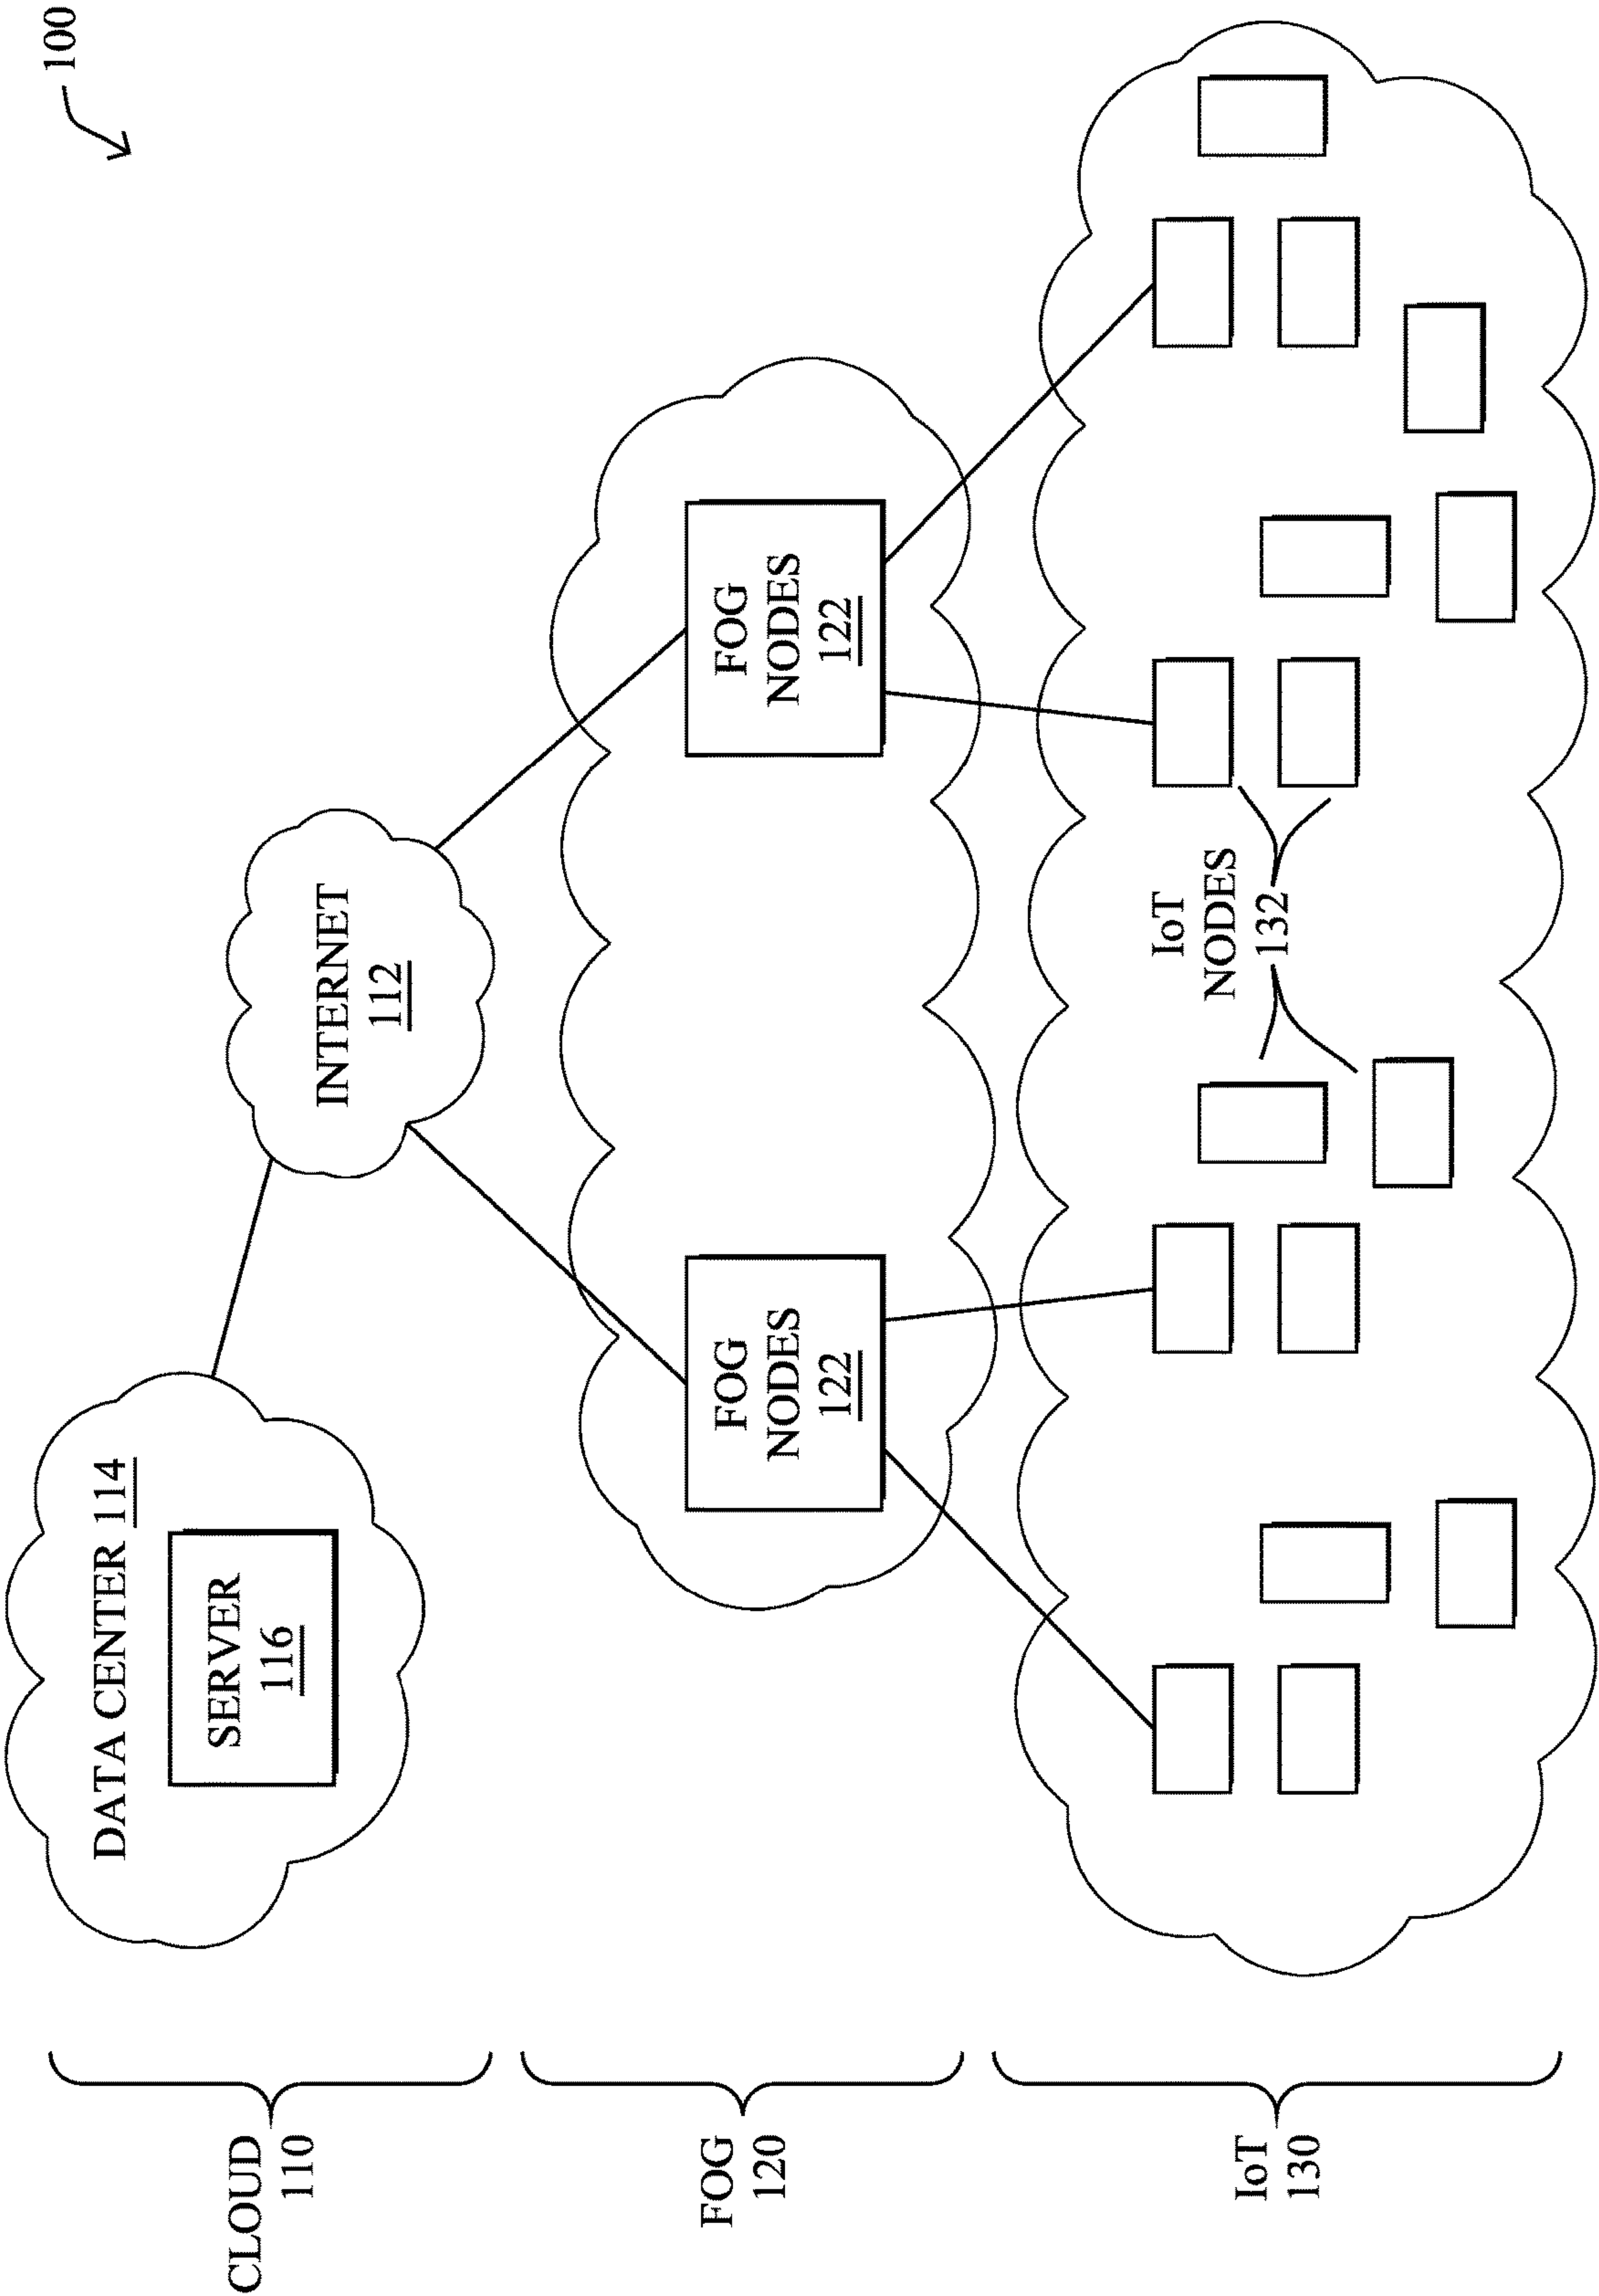 100
CLOUD
110
DATA CENTER 114
SERVER
116
INTERNET
112
FOG
120
FOG
NODES
122
FOG
NODES
122
IoT
130
IoT
NODES
132